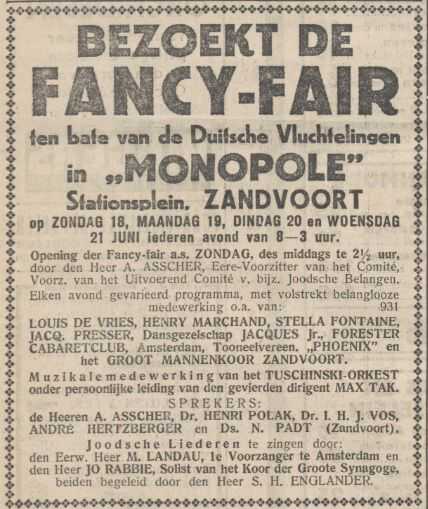 BEZOEKT DE
FANCY-FAIR
ten bate van de Duitsche Vluchtelingen
in „MONOPOLE"
Stationsplein, ZANDVOORT
op ZONDAG 18, MAANDAG 19, DINDAG 20 en WOENSDAG
21 JUNI iederen avond van 8—3 uur.
Opening der Fancy-fair a.s. ZONDAG, des middags te 2½ uur,
door den Heer A. ASSCHER, Eere-Voorzitter van het Comité,
Voorz. van het Uitvoerend Comité v. bijz. Joodsche Belangen.
Elken avond gevarieerd programma, met volstrekt belanglooze
medewerking o.a. van: 931
LOUIS DE VRIES, HENRY MARCHAND, STELLA FONTAINE,
JACQ. PRESSER, Dansgezelschap JACQUES Jr., FORESTER
CABARETCLUB, Amsterdam, Tooneelvereen. „PHOENIX" en
het GROOT MANNENKOOR ZANDVOORT.
Muzikale medewerking van het TUSCHINSKI-ORKEST
onder persoonlijke leiding van den gevierden dirigent MAX TAK.
SPREKERS:
de Heeren A. ASSCHER, Dr. HENRI POLAK, Dr. I. H. J. VOS,
ANDRÉ HERTZBERGER en Ds. N. PADT (Zandvoort).
Joodsche Liederen te zingen door:
den Eerw. Heer M. LANDAU, 1e Voorzanger te Amsterdam en
den Heer JO RABBIE, Solist van het Koor der Groote Synagoge,
beiden begeleid door den Heer S. H. ENGLANDER.